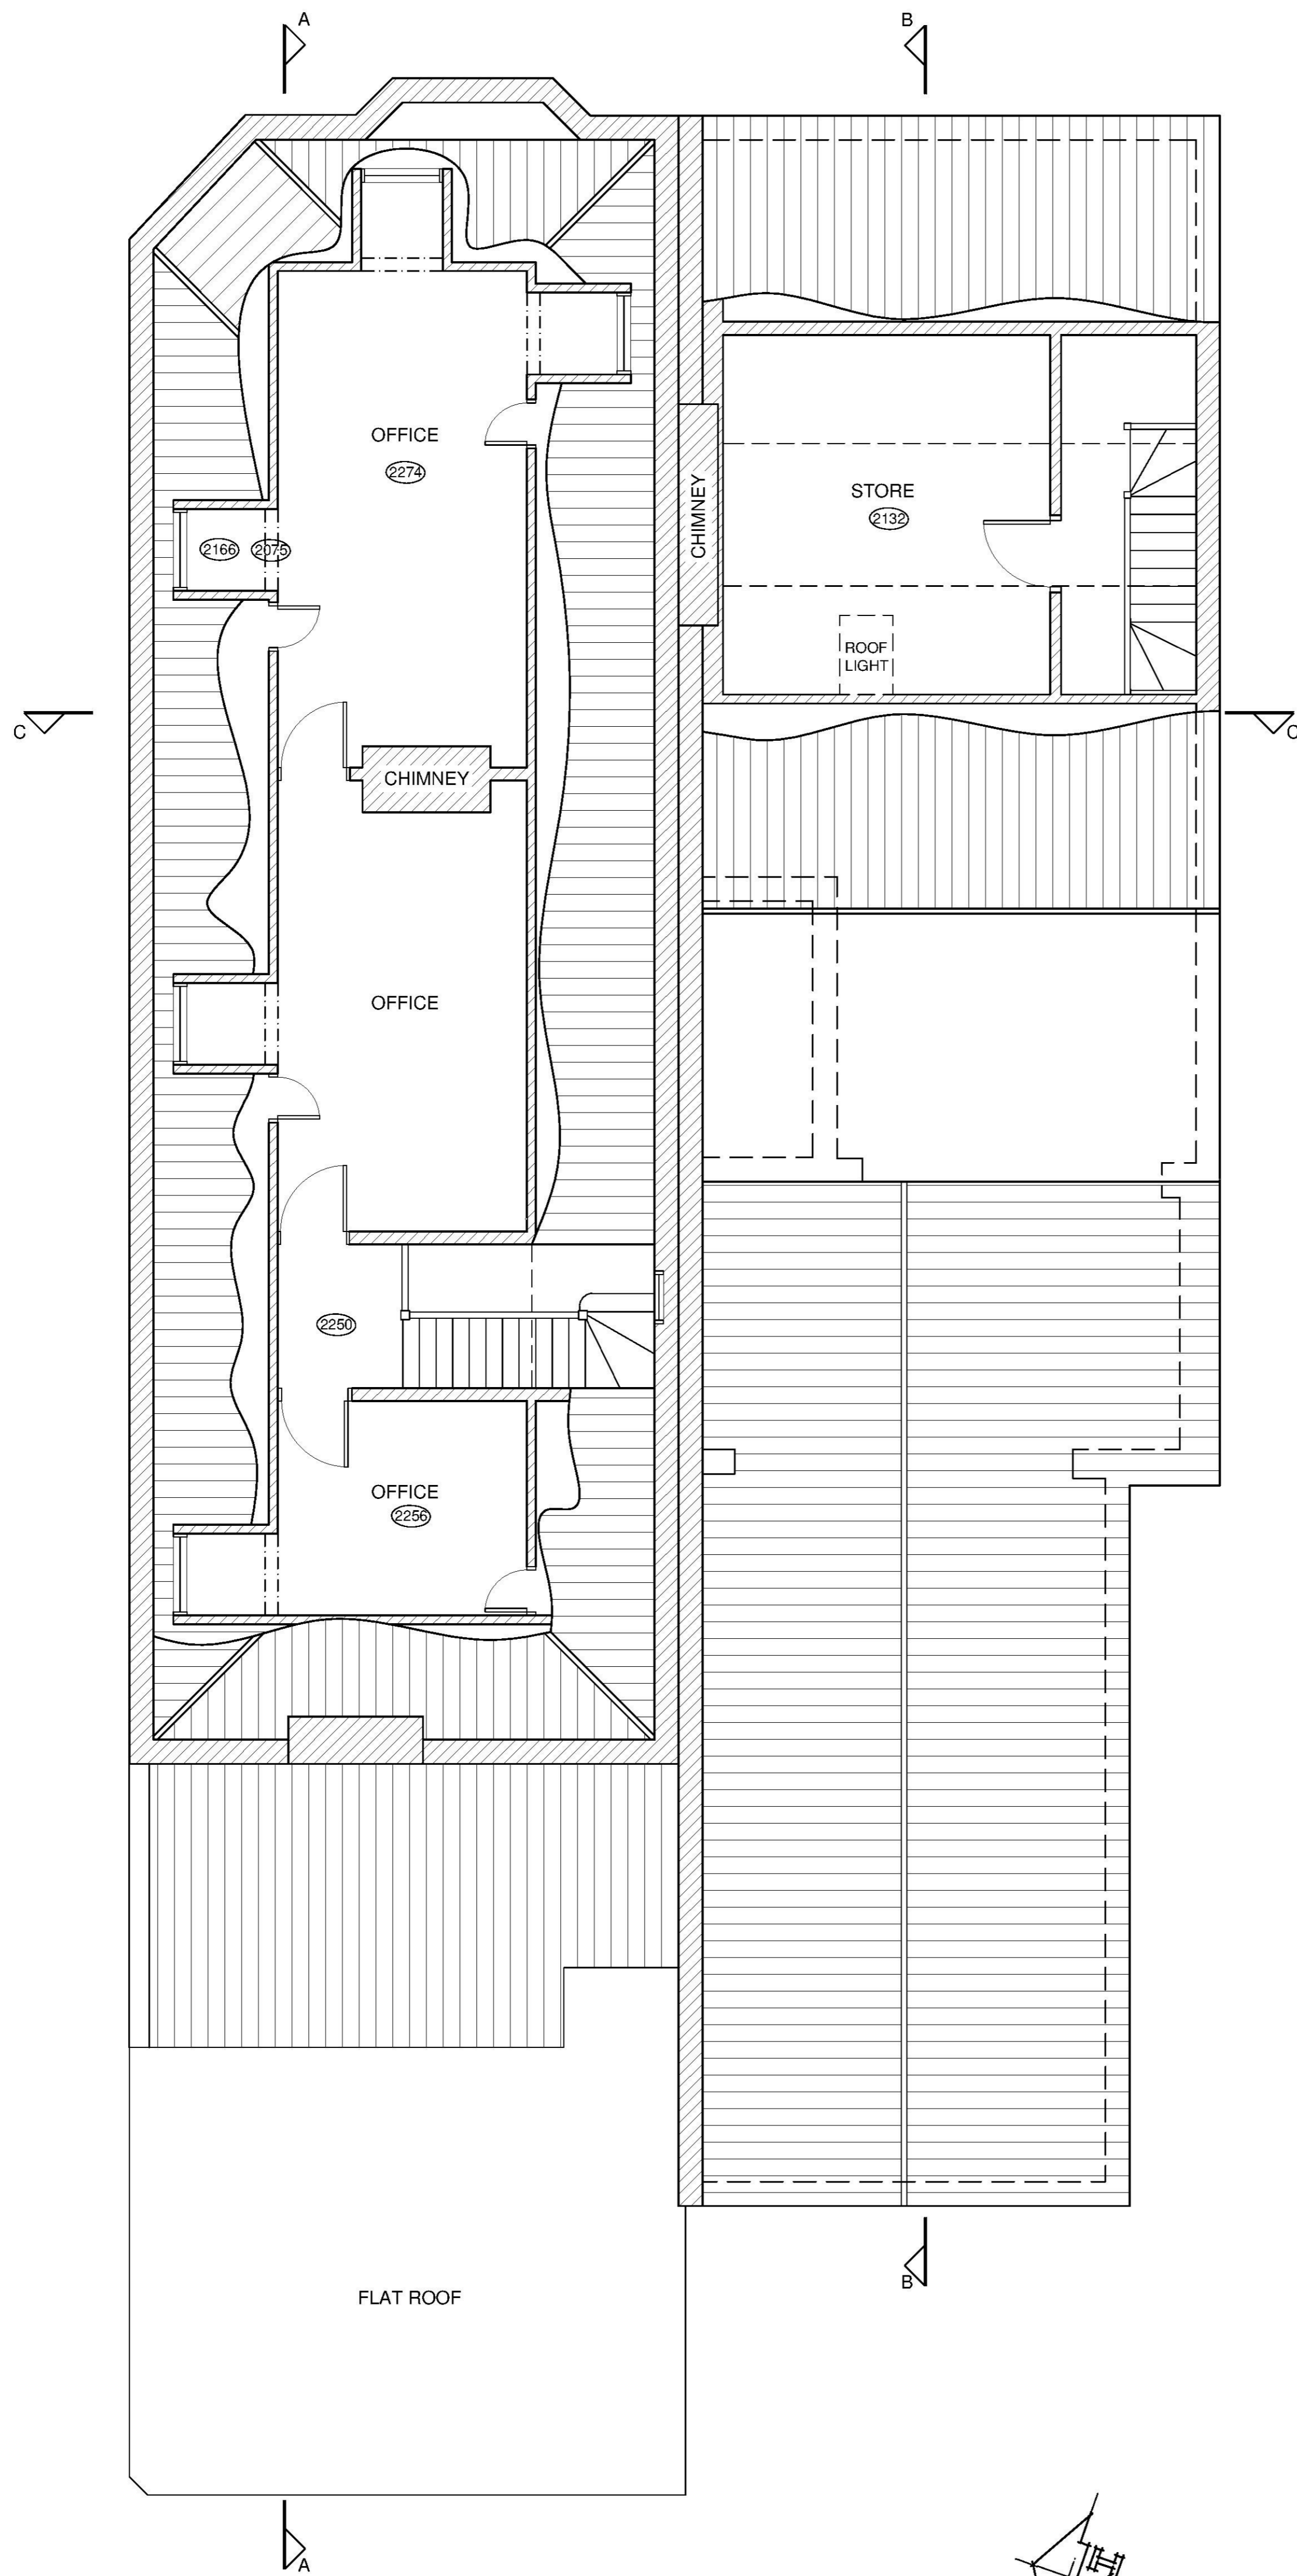 A
B
OFFICE
2274
CHIMNEY
STORE
2132
2166
2075
ROOF
LIGHT
C
C
CHIMNEY
OFFICE
2250
OFFICE
2256
B
FLAT ROOF
A